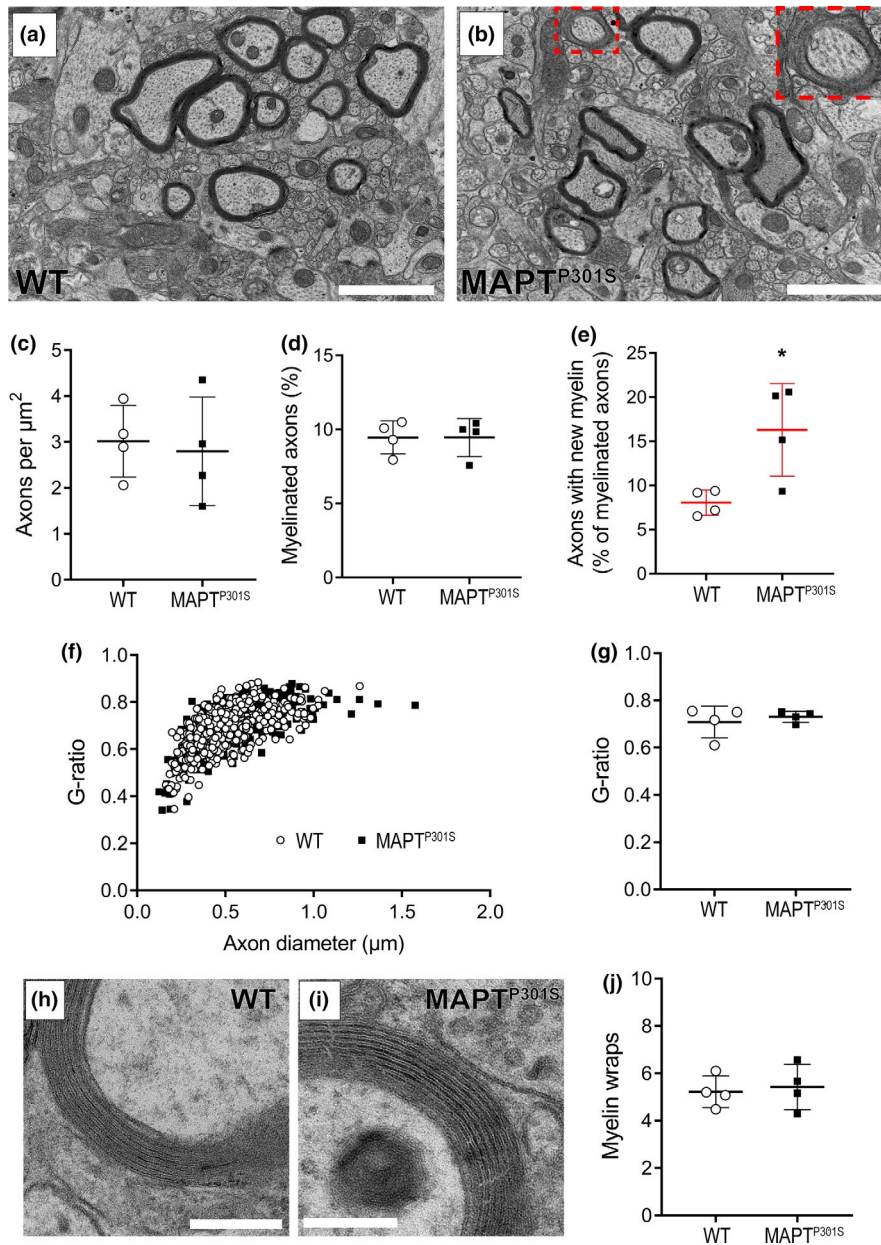 (a)
WT
(b)
MAPTP301S
(c)
Axons per µm2
5
4
3
2
1
0
WT
MAPTP301S
(d)
Myelinated axons (%)
15
10
5
0
WT
MAPTP301S
(e)
Axons with new myelin
(% of myelinated axons)
25
20
15
10
5
0
*
WT
MAPTP301S
(f)
G-ratio
1.0
0.8
0.6
0.4
0.2
0.0
WT
MAPTP301S
0.0
0.5
1.0
1.5
2.0
Axon diameter (µm)
(g)
G-ratio
1.0
0.8
0.6
0.4
0.2
0.0
WT
MAPTP301S
(h)
WT
(i)
MAPTP301S
(j)
Myelin wraps
10
8
6
4
2
0
WT
MAPTP301S